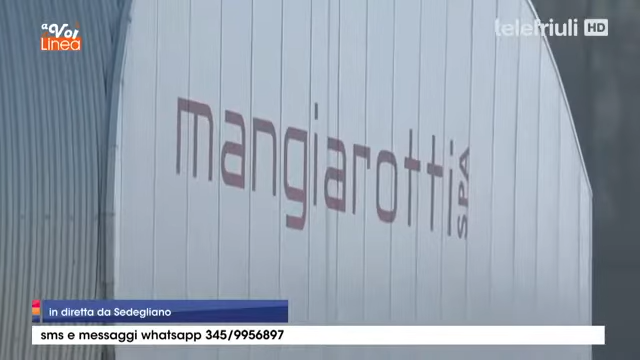 a Voi
Linea
telefriuli HD
mangiarotti SPA
in diretta da Sedegliano
sms e messaggi whatsapp 345/9956897